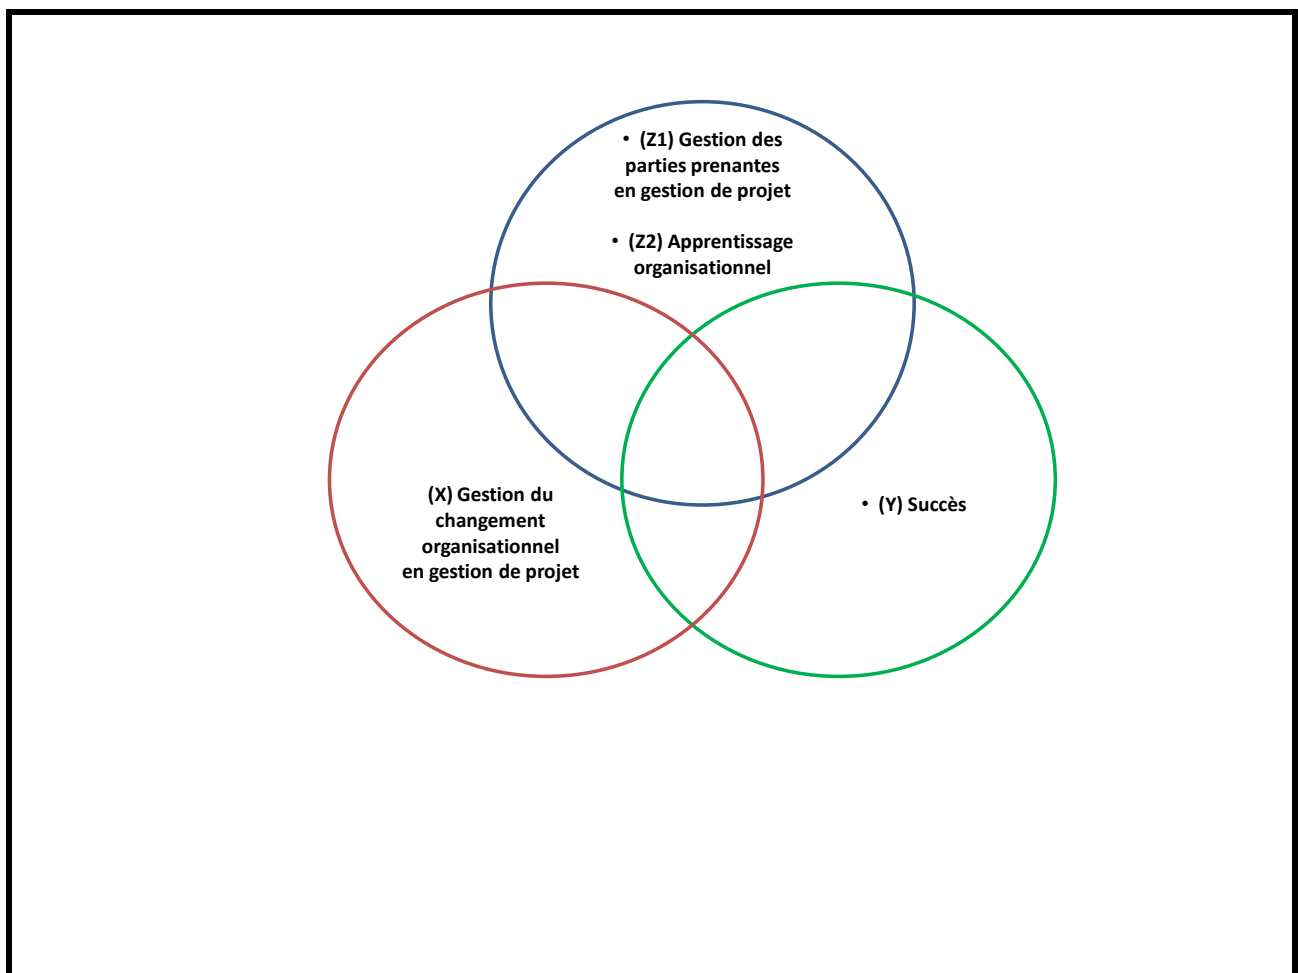 • (Z1) Gestion des
parties prenantes
en gestion de projet
• (Z2) Apprentissage
organisationnel
(X) Gestion du
changement
organisationnel
en gestion de projet
• (Y) Succès